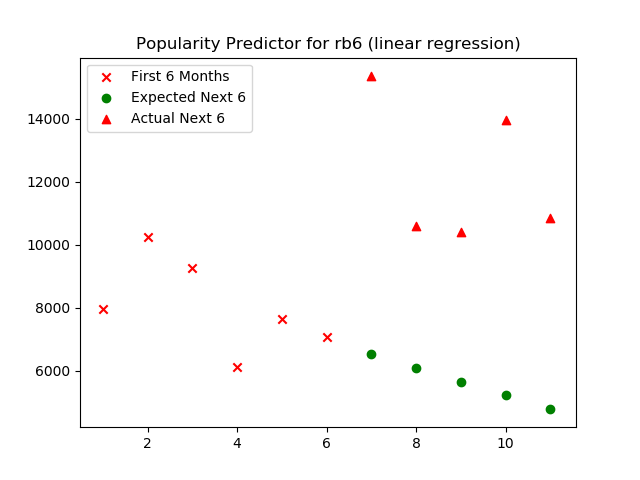 Popularity Predictor for rb6 (linear regression)
First 6 Months
Expected Next 6
Actual Next 6
14000
12000
10000
8000
6000
2 4 6 8 10